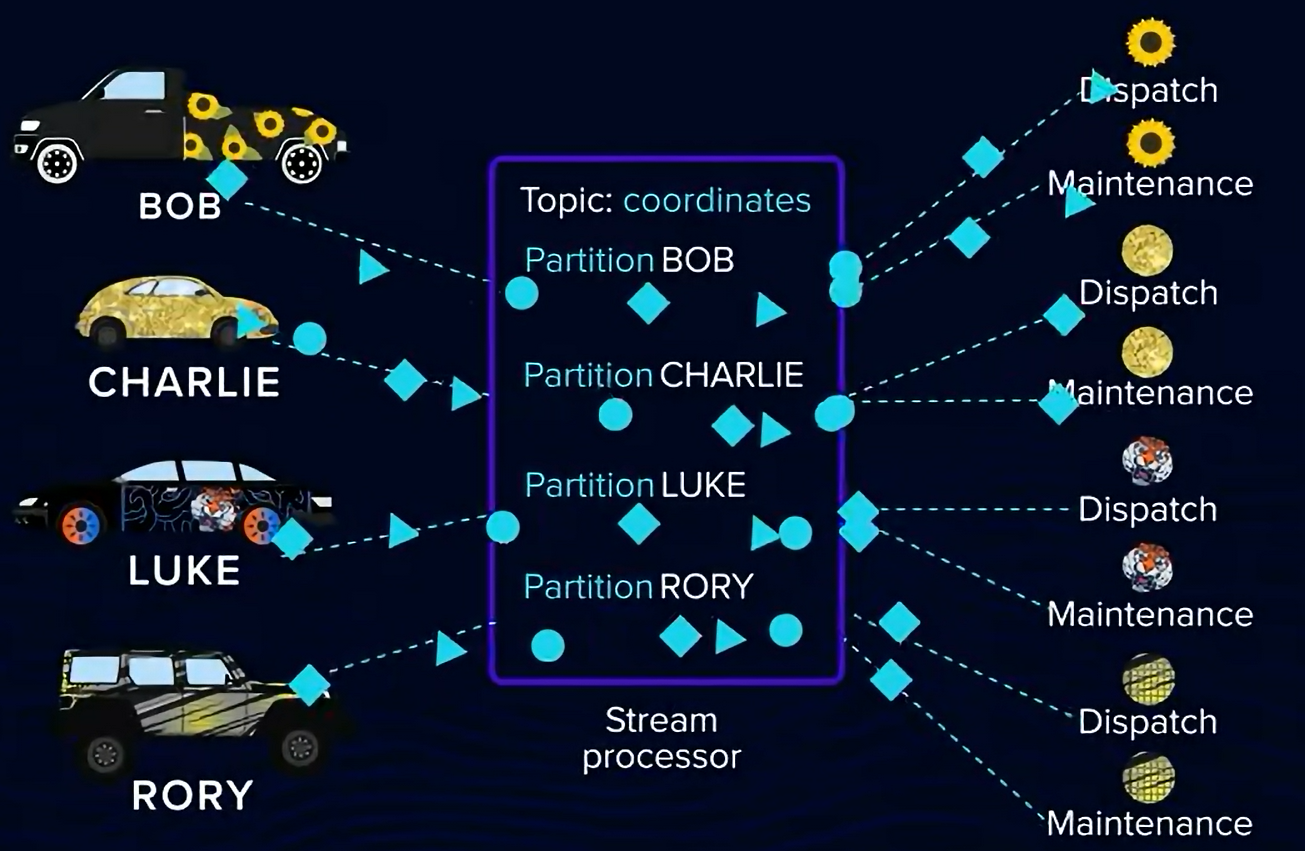 BOB
CHARLIE
LUKE
RORY
Topic: coordinates
Partition BOB
Partition CHARLIE
Partition LUKE
Partition RORY
Stream
processor
Dispatch
Maintenance
Dispatch
Maintenance
Dispatch
Maintenance
Dispatch
Maintenance